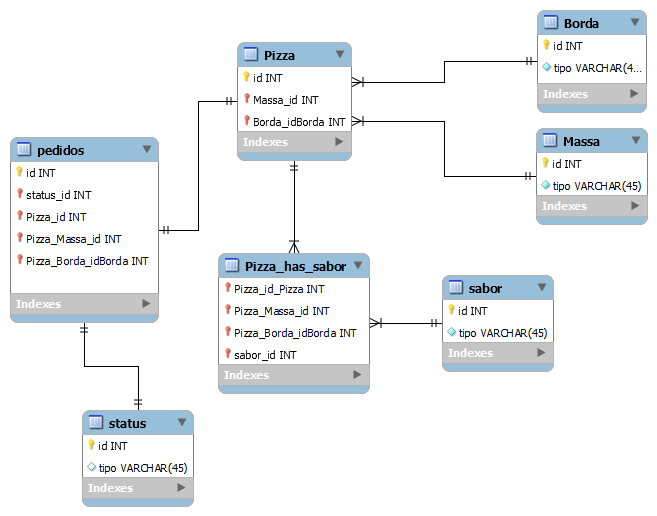 Borda
id INT
tipo VARCHAR(4...
Indexes
Pizza
id INT
Massa_id INT
Borda_idBorda INT
Indexes
Massa
id INT
tipo VARCHAR(45)
Indexes
pedidos
id INT
status_id INT
Pizza_id INT
Pizza_Massa_id INT
Pizza_Borda_idBorda INT
Indexes
Pizza_has_sabor
Pizza_id_Pizza INT
Pizza_Massa_id INT
Pizza_Borda_idBorda INT
sabor_id INT
Indexes
sabor
id INT
tipo VARCHAR(45)
Indexes
status
id INT
tipo VARCHAR(45)
Indexes